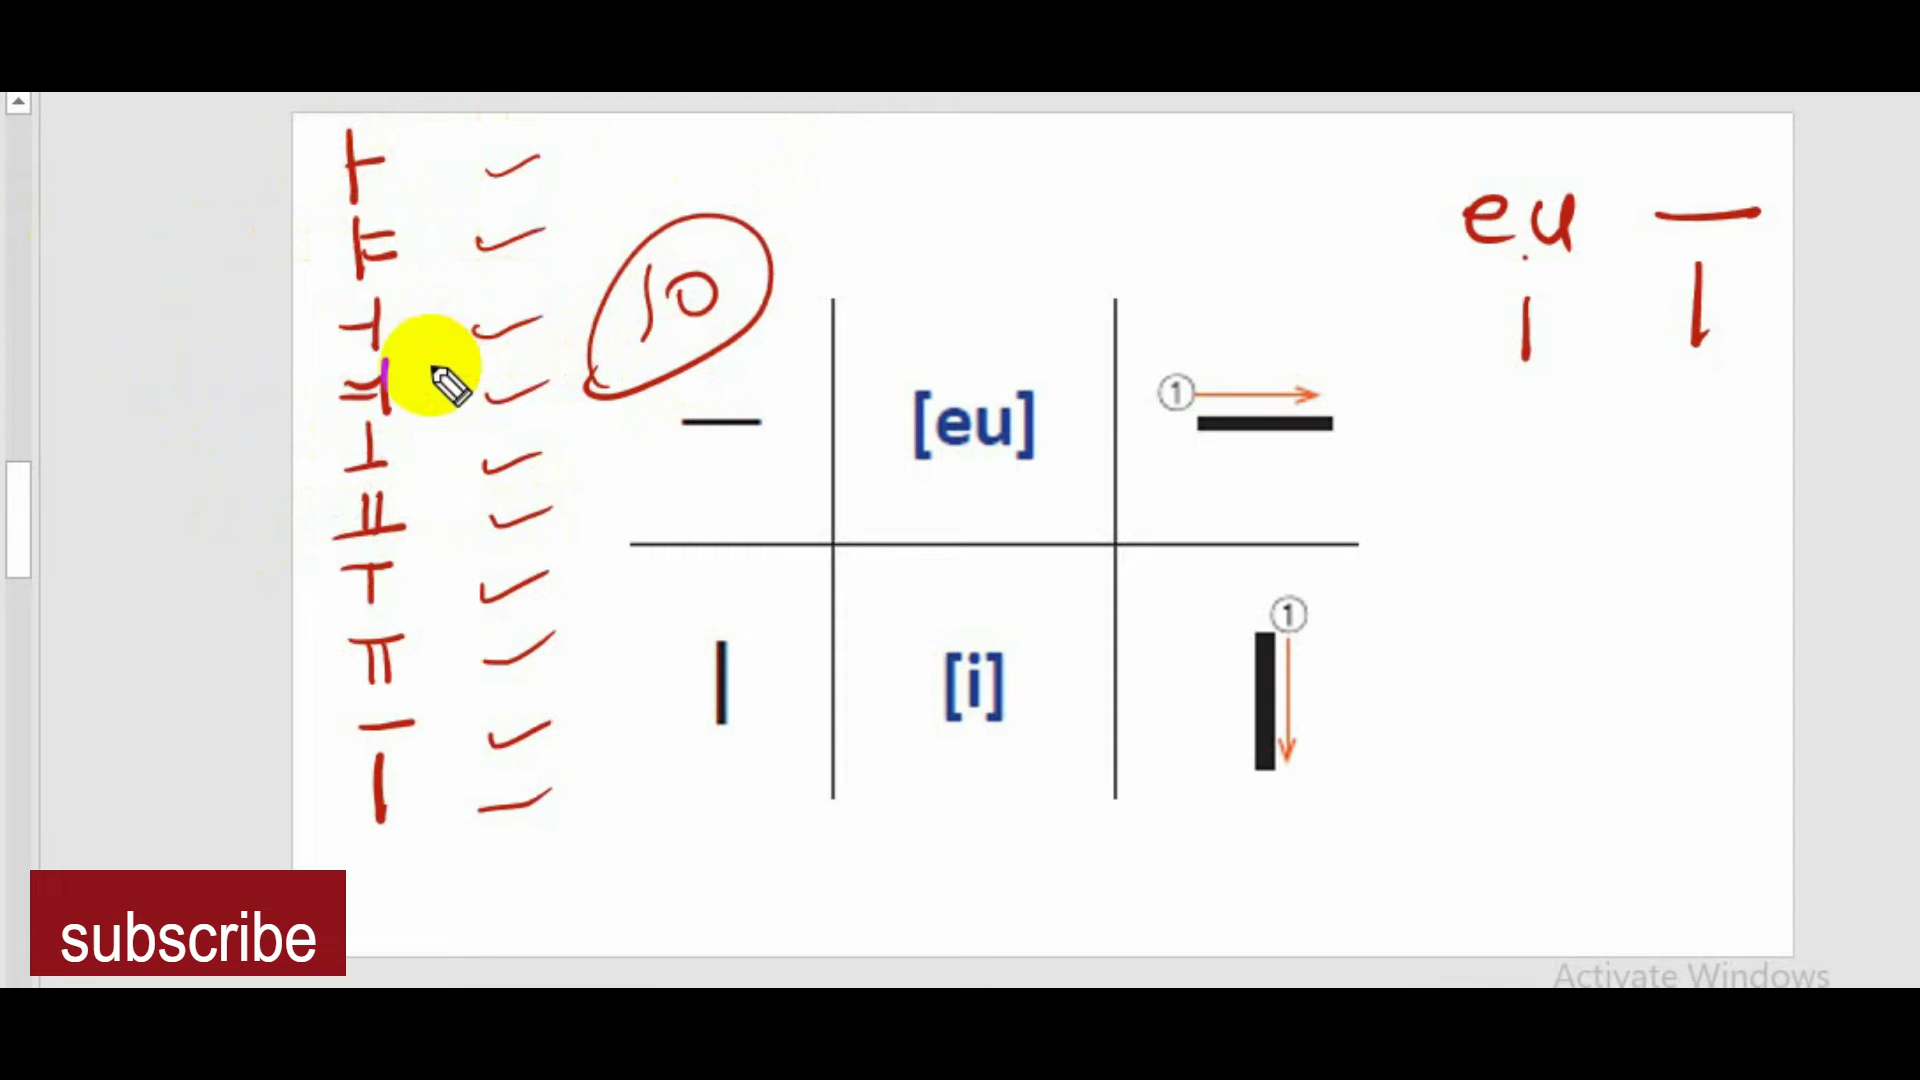 ㅏ
ㅑ
ㅓ
ㅕ
ㅗ
ㅛ
ㅜ
ㅠ
ㅡ
ㅣ
10
eu ㅡ
i ㅣ
ㅡ [eu] ①
ㅣ [i] ①
subscribe
Activate Windows